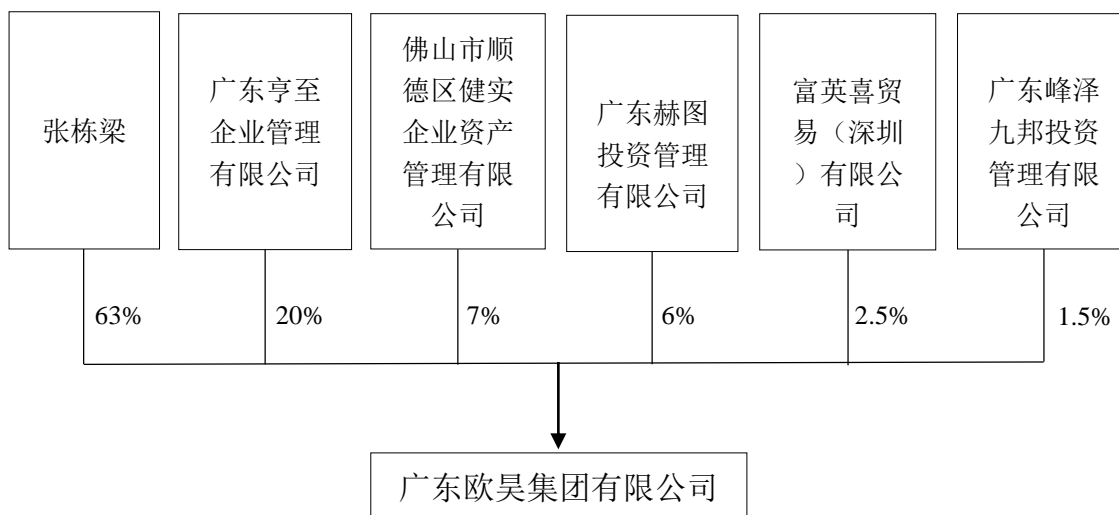 张栋梁
广东亨至
企业管理
有限公司
佛山市顺
德区健实
企业资产
管理有限
公司
广东赫图
投资管理
有限公司
富英喜贸
易（深圳
）有限公
司
广东峰泽
九邦投资
管理有限
公司
63%
20%
7%
6%
2.5%
1.5%
广东欧昊集团有限公司